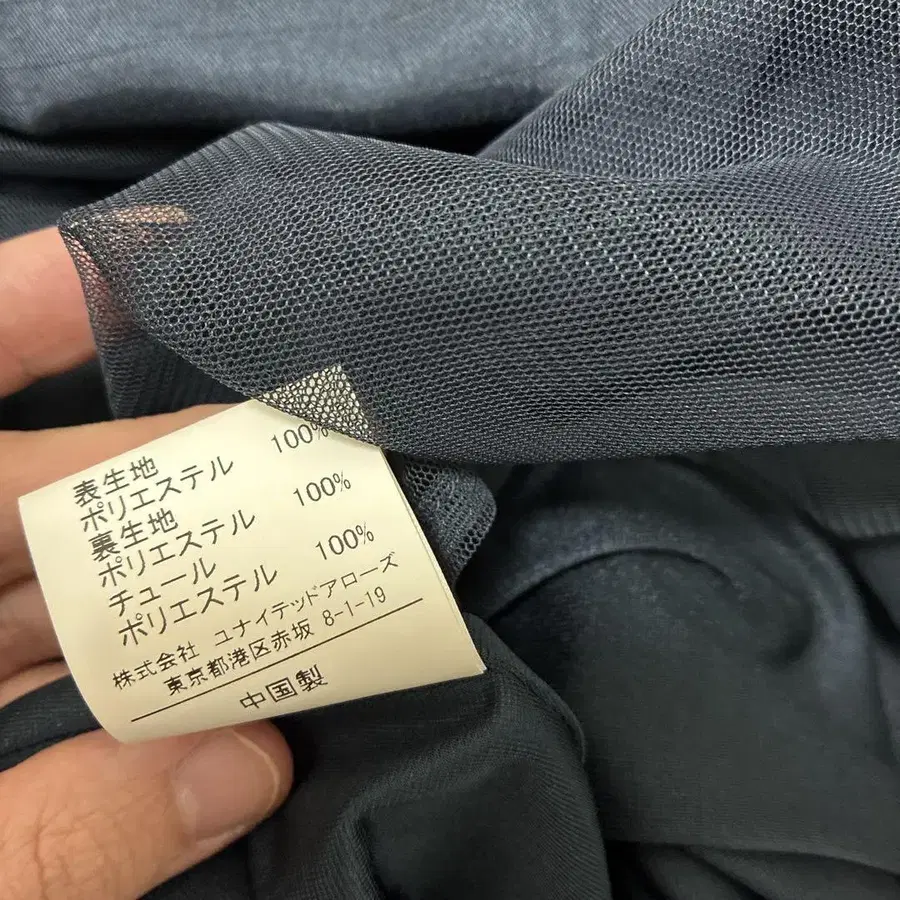 表生地
ポリエステル 100%
裏生地
ポリエステル 100%
チュール
ポリエステル 100%
株式会社 ユナイテッドアローズ
東京都港区赤坂 8-1-19
中国製